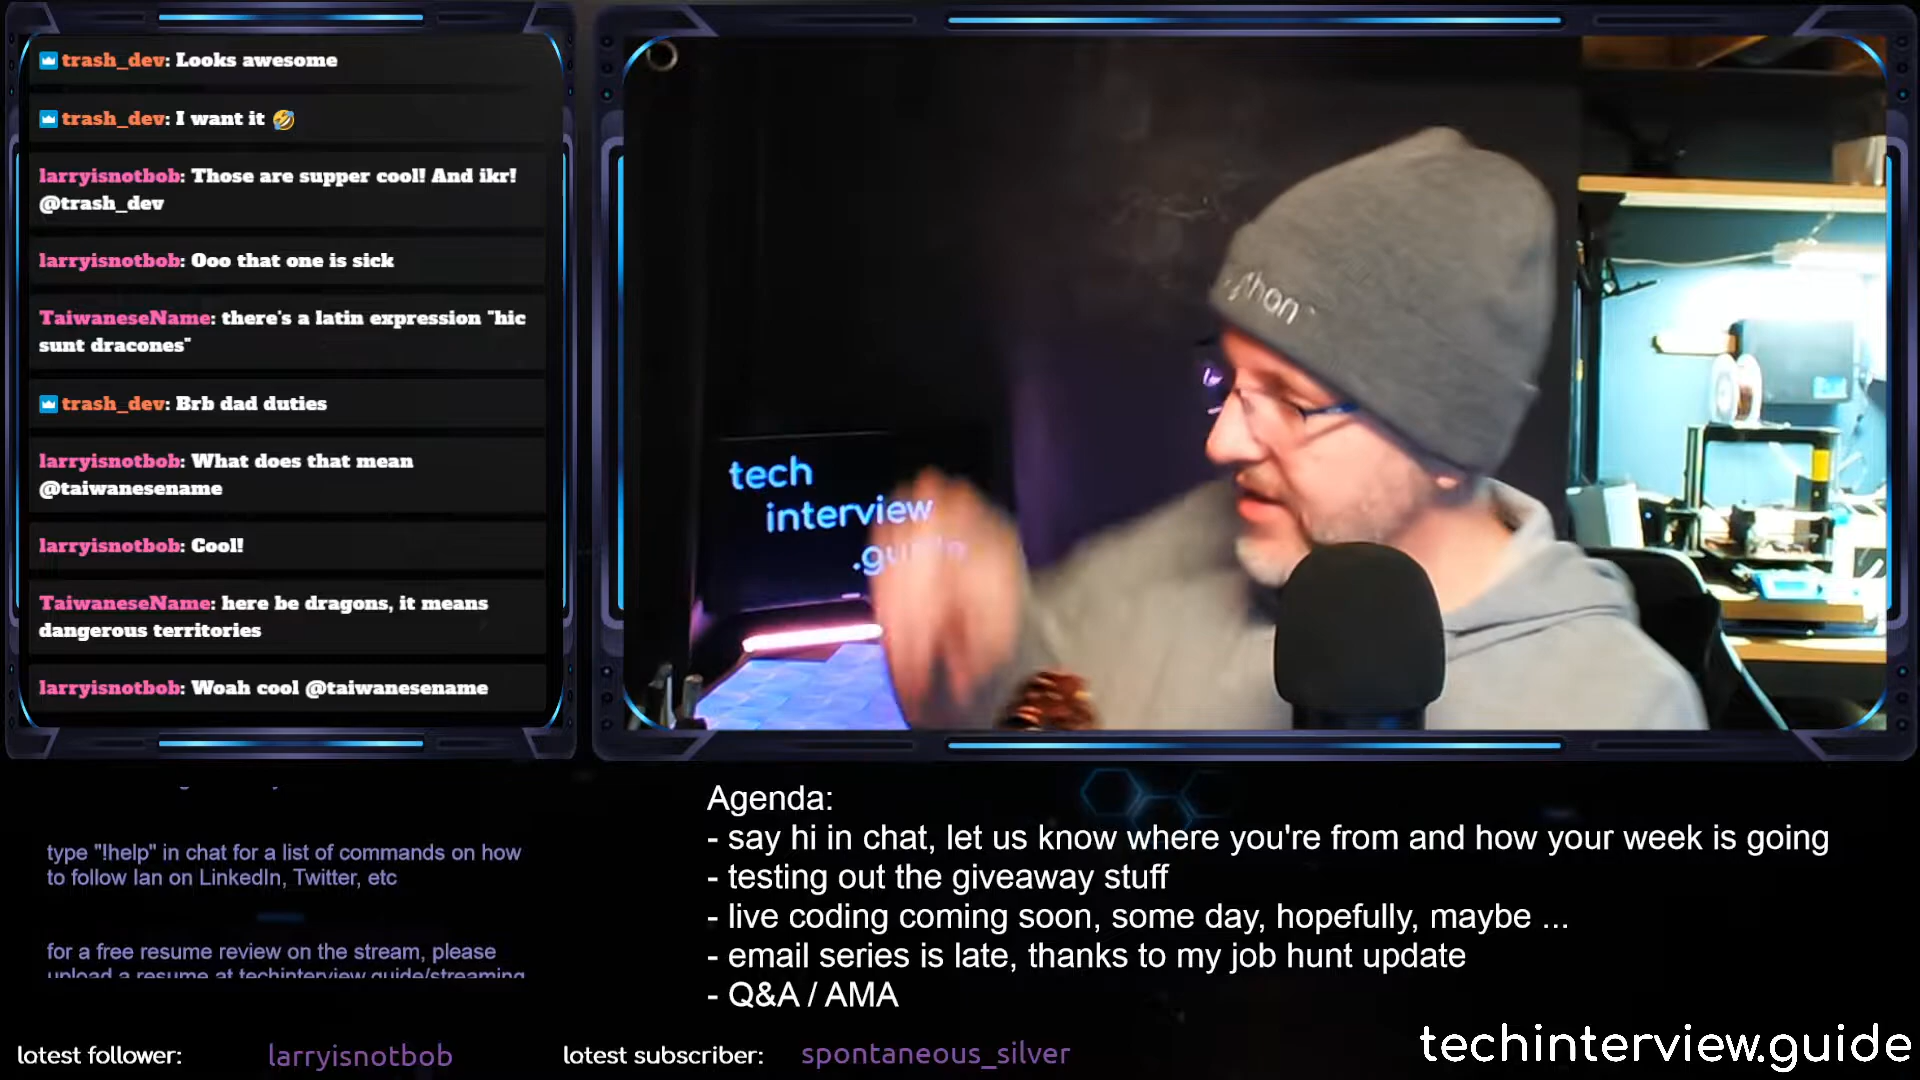 trash_dev: Looks awesome
trash_dev: I want it 🤣
larryisnotbob: Those are supper cool! And ikr!
@trash_dev
larryisnotbob: Ooo that one is sick
TaiwaneseName: there's a latin expression "hic
sunt dracones"
trash_dev: Brb dad duties
larryisnotbob: What does that mean
@taiwanesename
larryisnotbob: Cool!
TaiwaneseName: here be dragons, it means
dangerous territories
larryisnotbob: Woah cool @taiwanesename
tech
interview
type "!help" in chat for a list of commands on how
to follow Ian on LinkedIn, Twitter, etc
for a free resume review on the stream, please
upload a resume at techinterview.guide/streaming
Agenda:
- say hi in chat, let us know where you're from and how your week is going
- testing out the giveaway stuff
- live coding coming soon, some day, hopefully, maybe ...
- email series is late, thanks to my job hunt update
- Q&A / AMA
latest follower: larryisnotbob
latest subscriber: spontaneous_silver
techinterview.guide